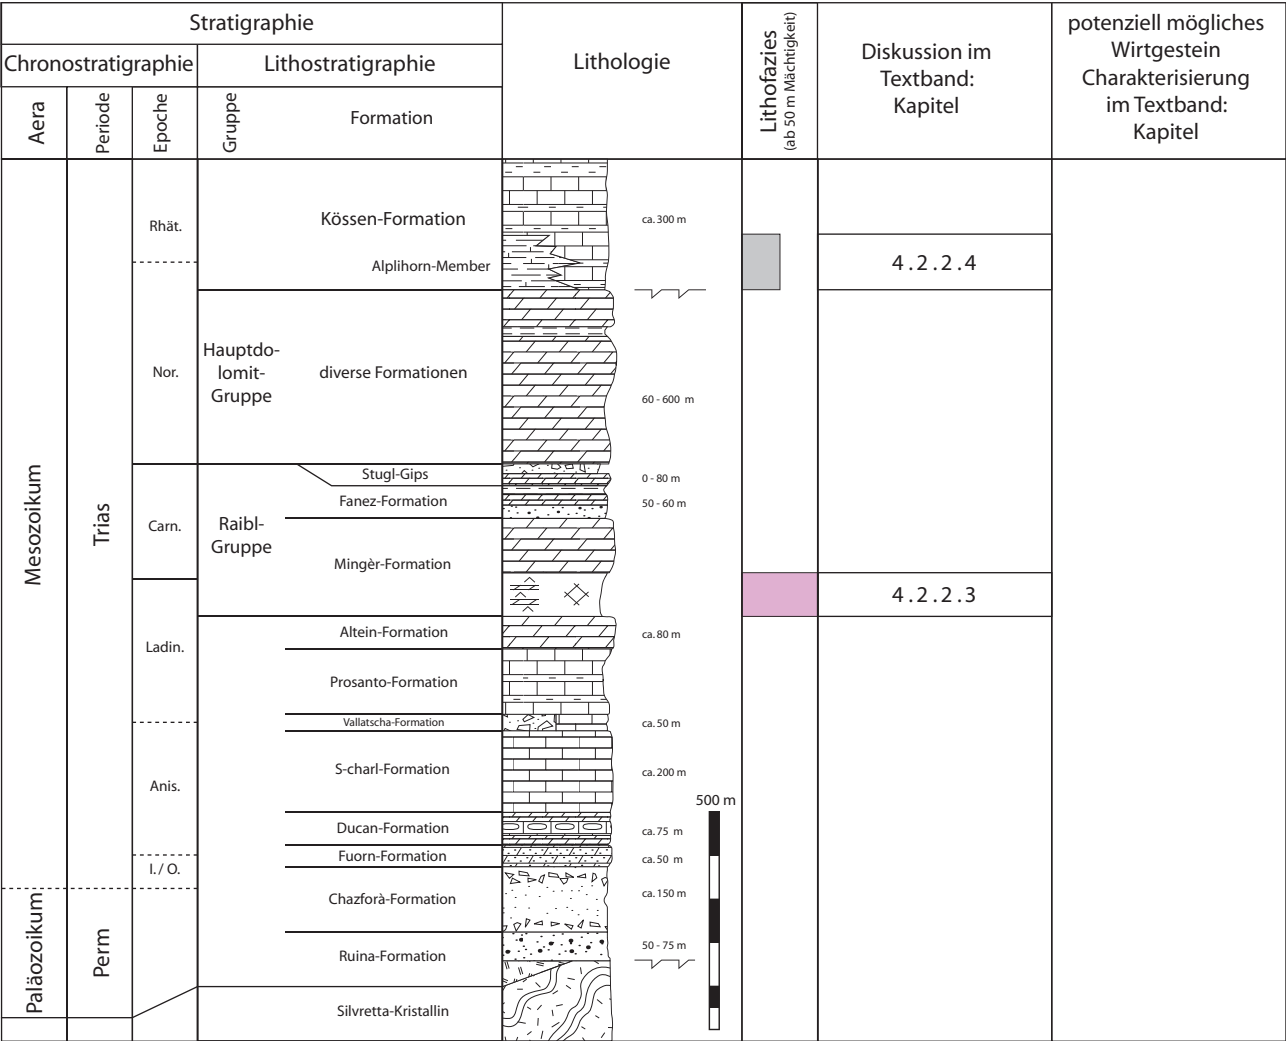 Stratigraphie
Chronostratigraphie
Lithostratigraphie
Aera
Periode
Epoche
Gruppe
Formation
Lithologie
Lithofazies
(ab 50 m Mächtigkeit)
Diskussion im
Textband:
Kapitel
potenziell mögliches
Wirtgestein
Charakterisierung
im Textband:
Kapitel
Mesozoikum
Paläozoikum
Trias
Perm
Rhät.
Nor.
Carn.
Ladin.
Anis.
I./ O.
Hauptdo-
lomit-
Gruppe
Raibl-
Gruppe
Kössen-Formation
ca. 300 m
Alplihorn-Member
4.2.2.4
diverse Formationen
60 - 600 m
Stugl-Gips
0 - 80 m
Fanez-Formation
50 - 60 m
Mingèr-Formation
4.2.2.3
Altein-Formation
ca. 80 m
Prosanto-Formation
Vallatscha-Formation
ca. 50 m
S-charl-Formation
ca. 200 m
500 m
Ducan-Formation
ca. 75 m
Fuorn-Formation
ca. 50 m
Chazforà-Formation
ca. 150 m
Ruina-Formation
50 - 75 m
Silvretta-Kristallin